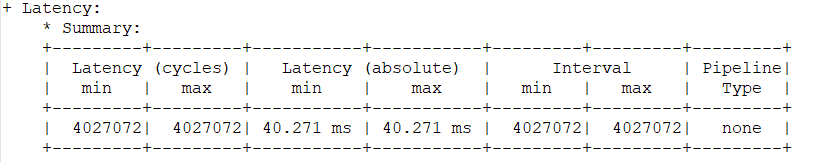 + Latency:
    * Summary:
    +---------+---------+-----------+-----------+---------+---------+---------+
    |  Latency (cycles) |   Latency (absolute)  |      Interval     | Pipeline|
    |   min   |   max   |    min    |    max    |   min   |   max   |   Type  |
    +---------+---------+-----------+-----------+---------+---------+---------+
    |  4027072|  4027072| 40.271 ms | 40.271 ms |  4027072|  4027072|   none  |
    +---------+---------+-----------+-----------+---------+---------+---------+